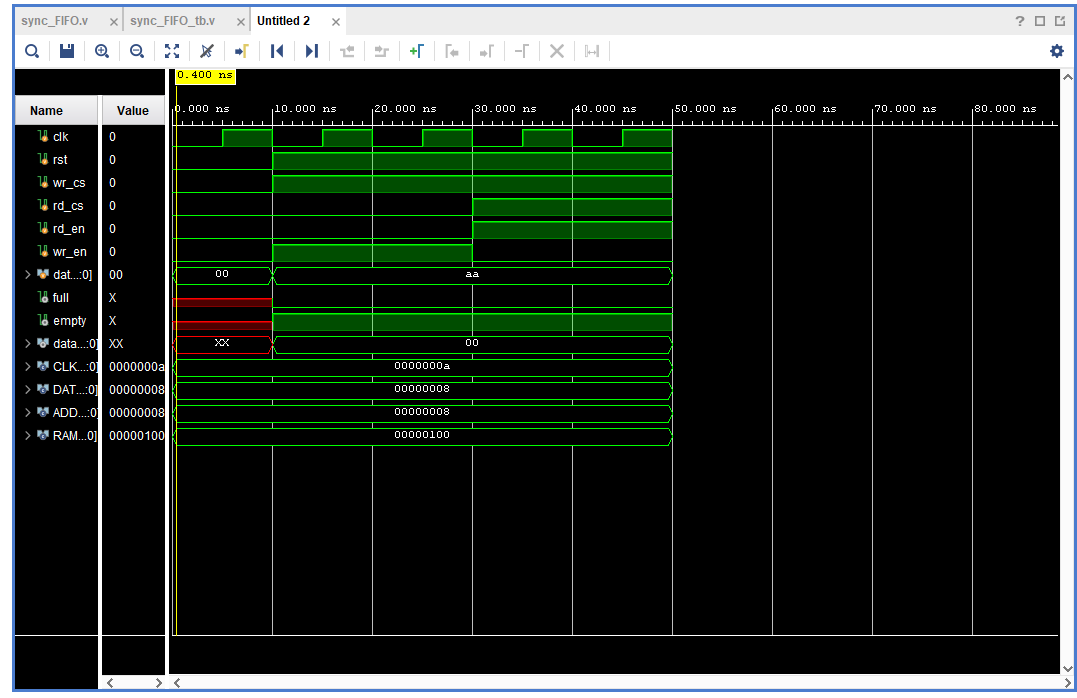 sync_FIFO.v × sync_FIFO_tb.v × Untitled 2 × ?
0.400 ns
Name Value 0.000 ns 10.000 ns 20.000 ns 30.000 ns 40.000 ns 50.000 ns 60.000 ns 70.000 ns 80.000 ns
clk 0
rst 0
wr_cs 0
rd_cs 0
rd_en 0
wr_en 0
dat...:0] 00 00 aa
full X
empty X
data...:0] XX XX 00
CLK...:0] 0000000a 0000000a
DAT...:0] 00000008 00000008
ADD...:0] 00000008 00000008
RAM...0] 00000100 00000100